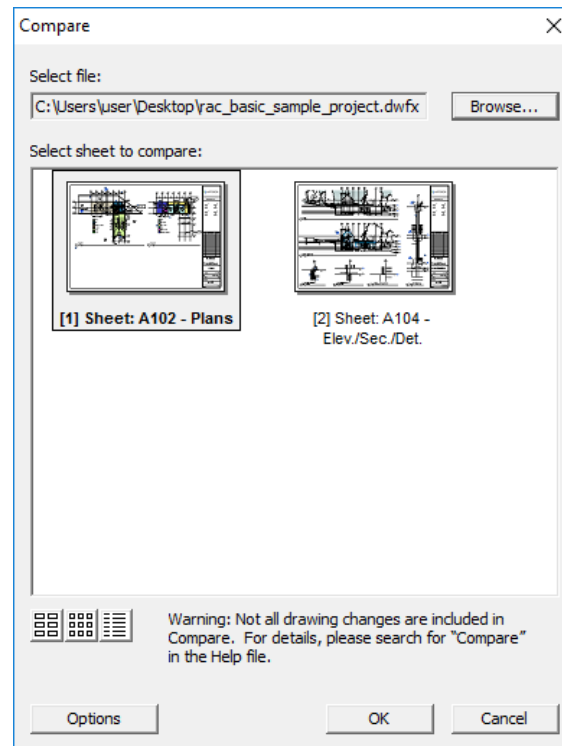 Compare
Select file:
C:\Users\user\Desktop\rac_basic_sample_project.dwfx
Browse...
Select sheet to compare:
[1] Sheet: A102 - Plans
[2] Sheet: A104 -
Elev./Sec./Det.
Warning: Not all drawing changes are included in
Compare. For details, please search for "Compare"
in the Help file.
Options
OK
Cancel